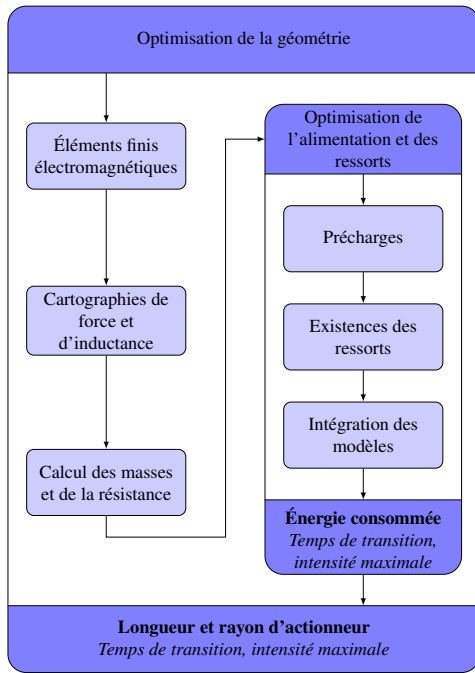 Optimisation de la géométrie
Éléments finis
électromagnétiques
Cartographies de
force et
d'inductance
Calcul des masses
et de la résistance
Optimisation de
l'alimentation et des
ressorts
Précharges
Existences des
ressorts
Intégration des
modèles
Énergie consommée
Temps de transition,
intensité maximale
Longueur et rayon d'actionneur
Temps de transition, intensité maximale